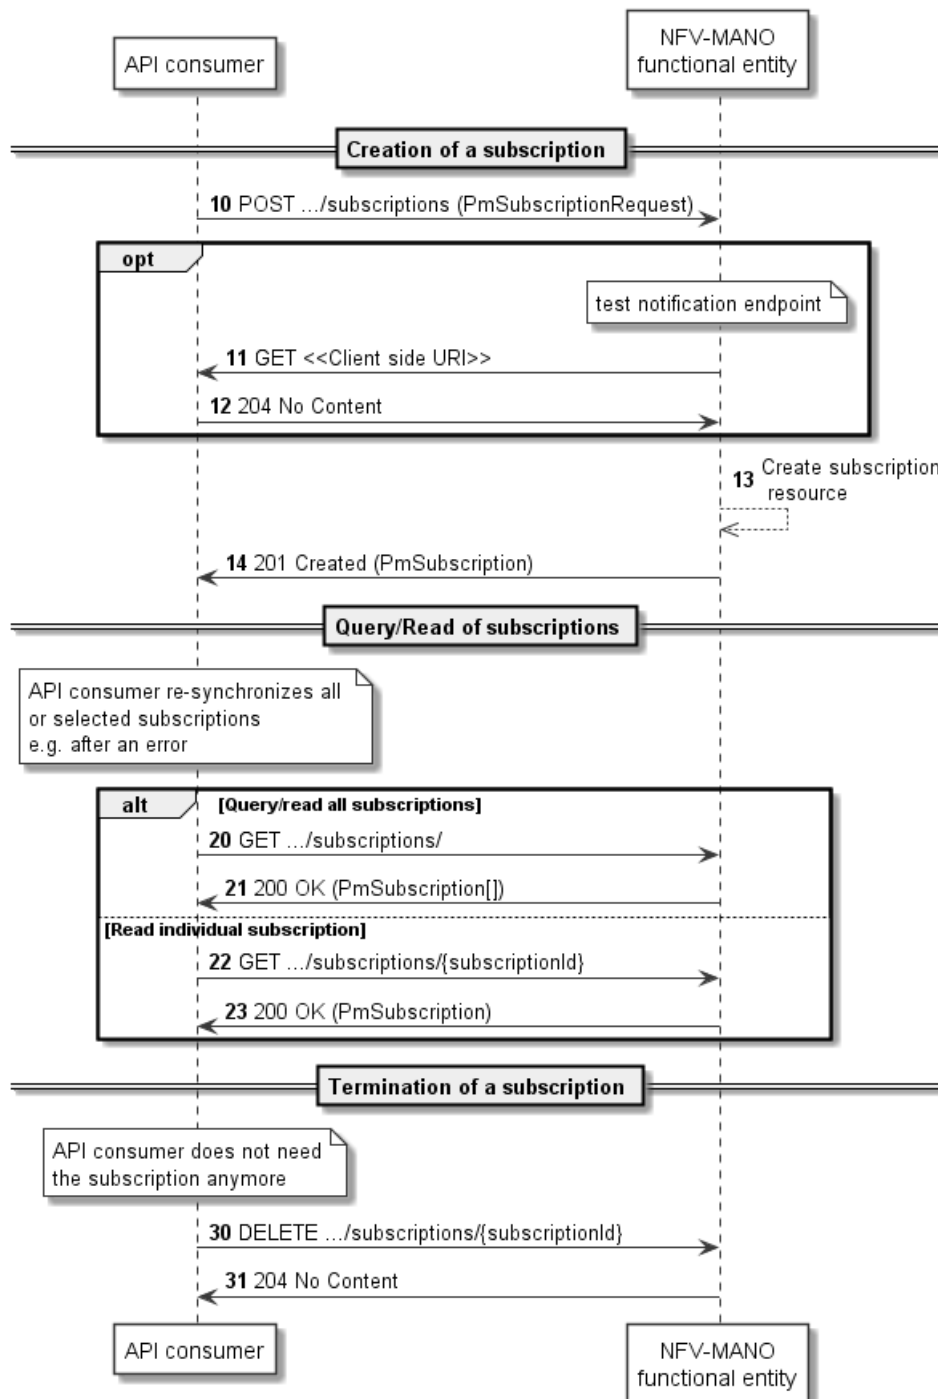 API consumer
NFV-MANO
functional entity
Creation of a subscription
10 POST .../subscriptions (PmSubscriptionRequest)
opt
test notification endpoint
11 GET <<Client side URI>>
12 204 No Content
13 Create subscription
resource
14 201 Created (PmSubscription)
Query/Read of subscriptions
API consumer re-synchronizes all
or selected subscriptions
e.g. after an error
alt [Query/read all subscriptions]
20 GET .../subscriptions/
21 200 OK (PmSubscription[])
[Read individual subscription]
22 GET .../subscriptions/{subscriptionId}
23 200 OK (PmSubscription)
Termination of a subscription
API consumer does not need
the subscription anymore
30 DELETE .../subscriptions/{subscriptionId}
31 204 No Content
API consumer
NFV-MANO
functional entity